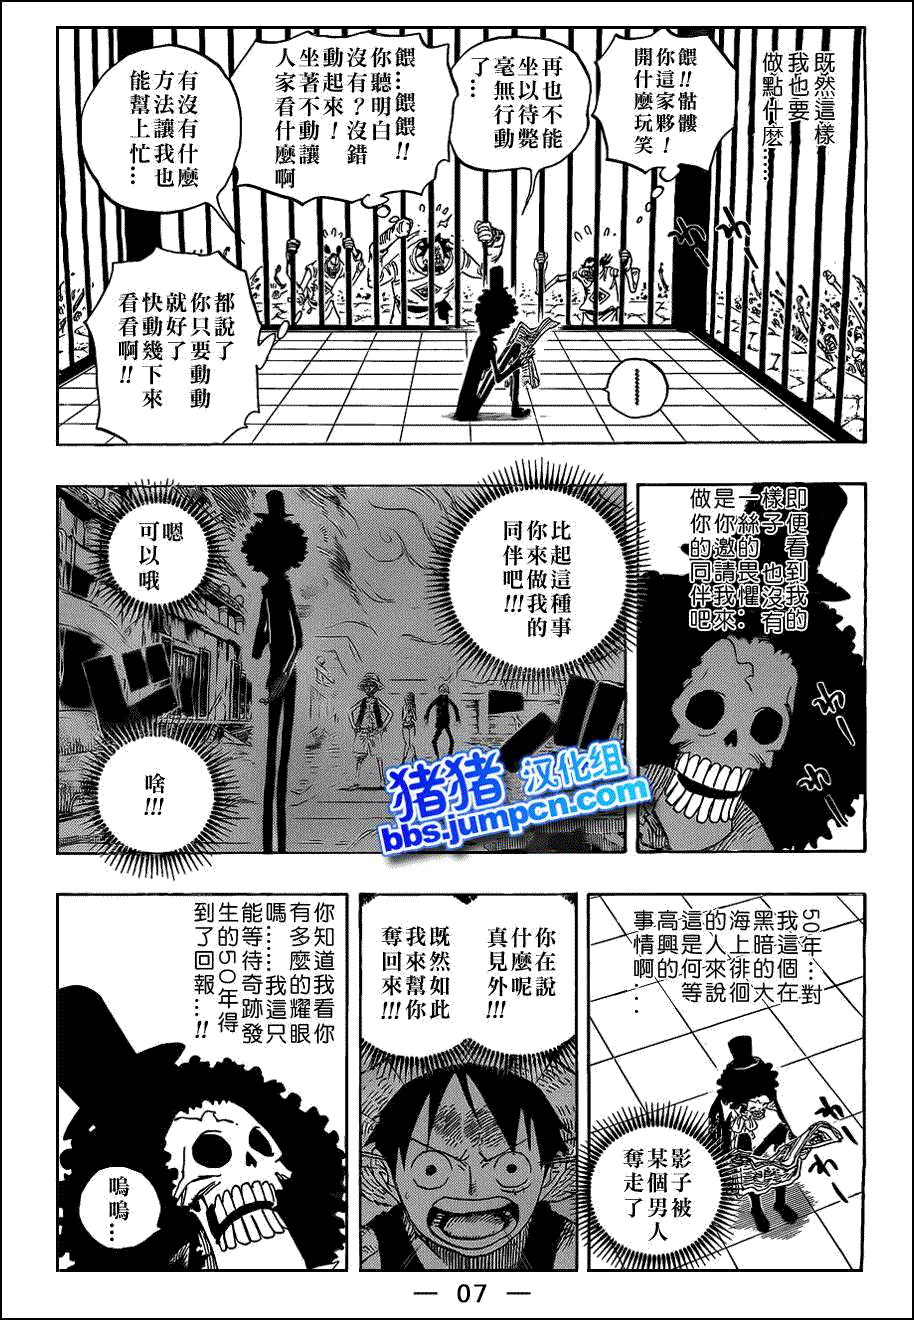 既然這樣
我也要
做點什麽……
餵!!骷髏
你這家夥!
開什麼玩笑
再也不能
坐以待斃
毫無行動
了…
餵…餵餵!!
你聽明白
沒有?沒錯
動起來!
坐著不動讓
人家看什麼啊
有沒有什麼
方法讓我也
能幫上忙…
都說了
你只要動動
就好了
快動幾下來
看看啊!!
…………
即便看到我的
樣子 也沒有
一絲的畏懼…
是你邀請我來
做你的同伴吧
比起這種事
你來做我的
同伴吧!!!
嗯
可以哦
啥!!!
猪猪汉化组
bbs.jumpcn.com
50年…對
我這個在
黑暗的大
海上徘徊
的人來說
這是何等
高興的
事情啊……
影子被
某個男人
奪走了
你在說
什麼呢
真見外!!!
既然如此
我來幫你
奪回來!!!
你知道我看你
有多麼的耀眼
嗎……我這只
能等待奇跡發
生的50年得
到了回報…!!
嗚
嗚…
— 07 —